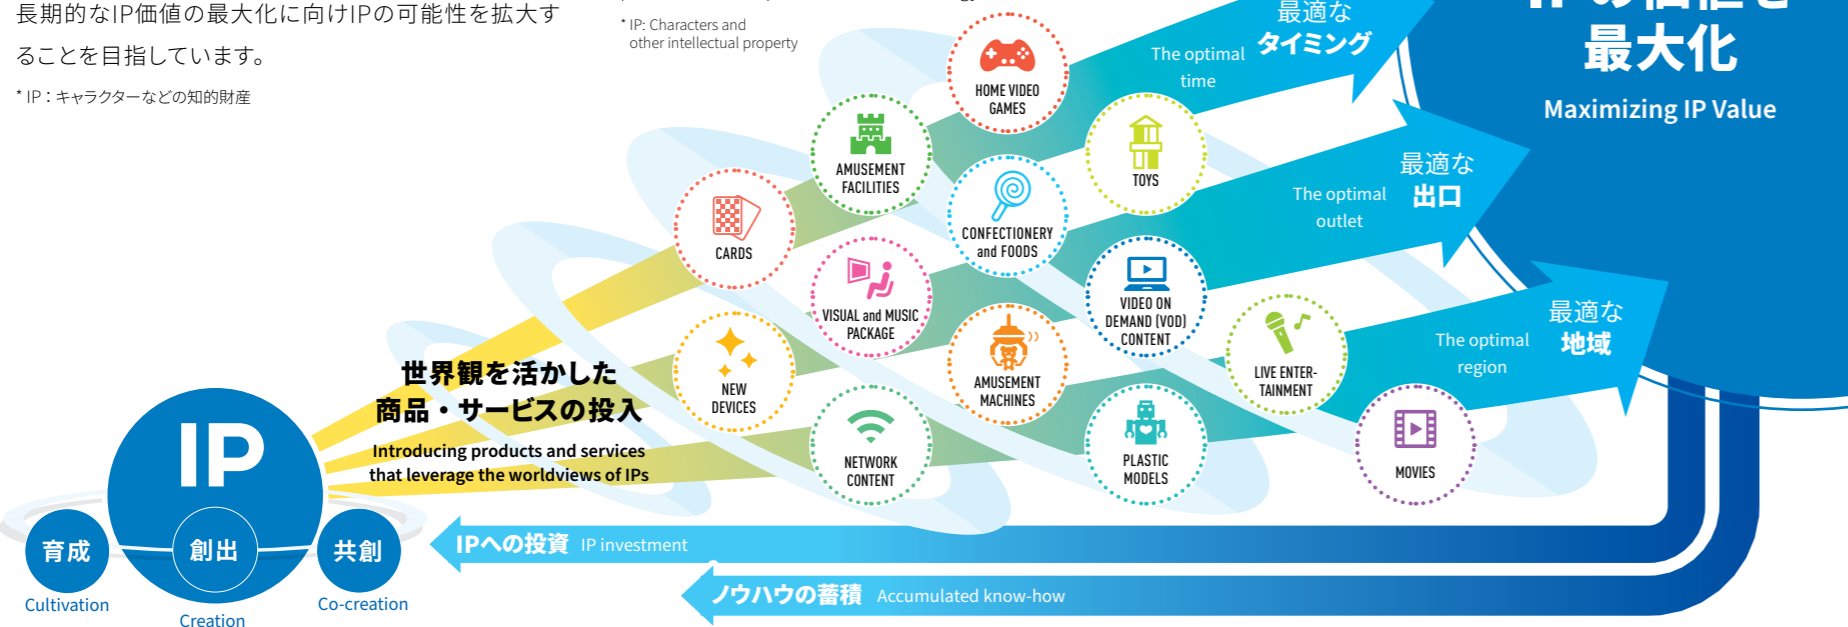 長期的なIP価値の最大化に向けIPの可能性を拡大す
ることを目指しています。
* IP：キャラクターなどの知的財産
* IP: Characters and
other intellectual property
最適な
タイミング
The optimal
time
最大化
Maximizing IP Value
HOME VIDEO
GAMES
AMUSEMENT
FACILITIES
TOYS
CARDS
CONFECTIONERY
and FOODS
最適な
出口
The optimal
outlet
VISUAL and MUSIC
PACKAGE
VIDEO ON
DEMAND (VOD)
CONTENT
最適な
地域
The optimal
region
NEW
DEVICES
AMUSEMENT
MACHINES
LIVE ENTER-
TAINMENT
NETWORK
CONTENT
PLASTIC
MODELS
MOVIES
世界観を活かした
商品・サービスの投入
Introducing products and services
that leverage the worldviews of IPs
IP
育成
Cultivation
創出
Creation
共創
Co-creation
IPへの投資 IP investment
ノウハウの蓄積 Accumulated know-how